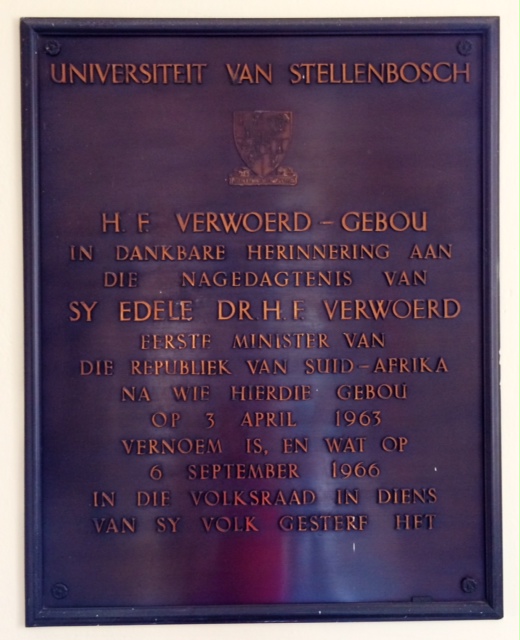 UNIVERSITEIT VAN STELLENBOSCH
H. F. VERWOERD – GEBOU
IN DANKBARE HERINNERING AAN
DIE NAGEDAGTENIS VAN
SY EDELE DR H. F. VERWOERD
EERSTE MINISTER VAN
DIE REPUBLIEK VAN SUID-AFRIKA
NA WIE HIERDIE GEBOU
OP 3 APRIL 1963
VERNOEM IS, EN WAT OP
6 SEPTEMBER 1966
IN DIE VOLKSRAAD IN DIENS
VAN SY VOLK GESTERF HET